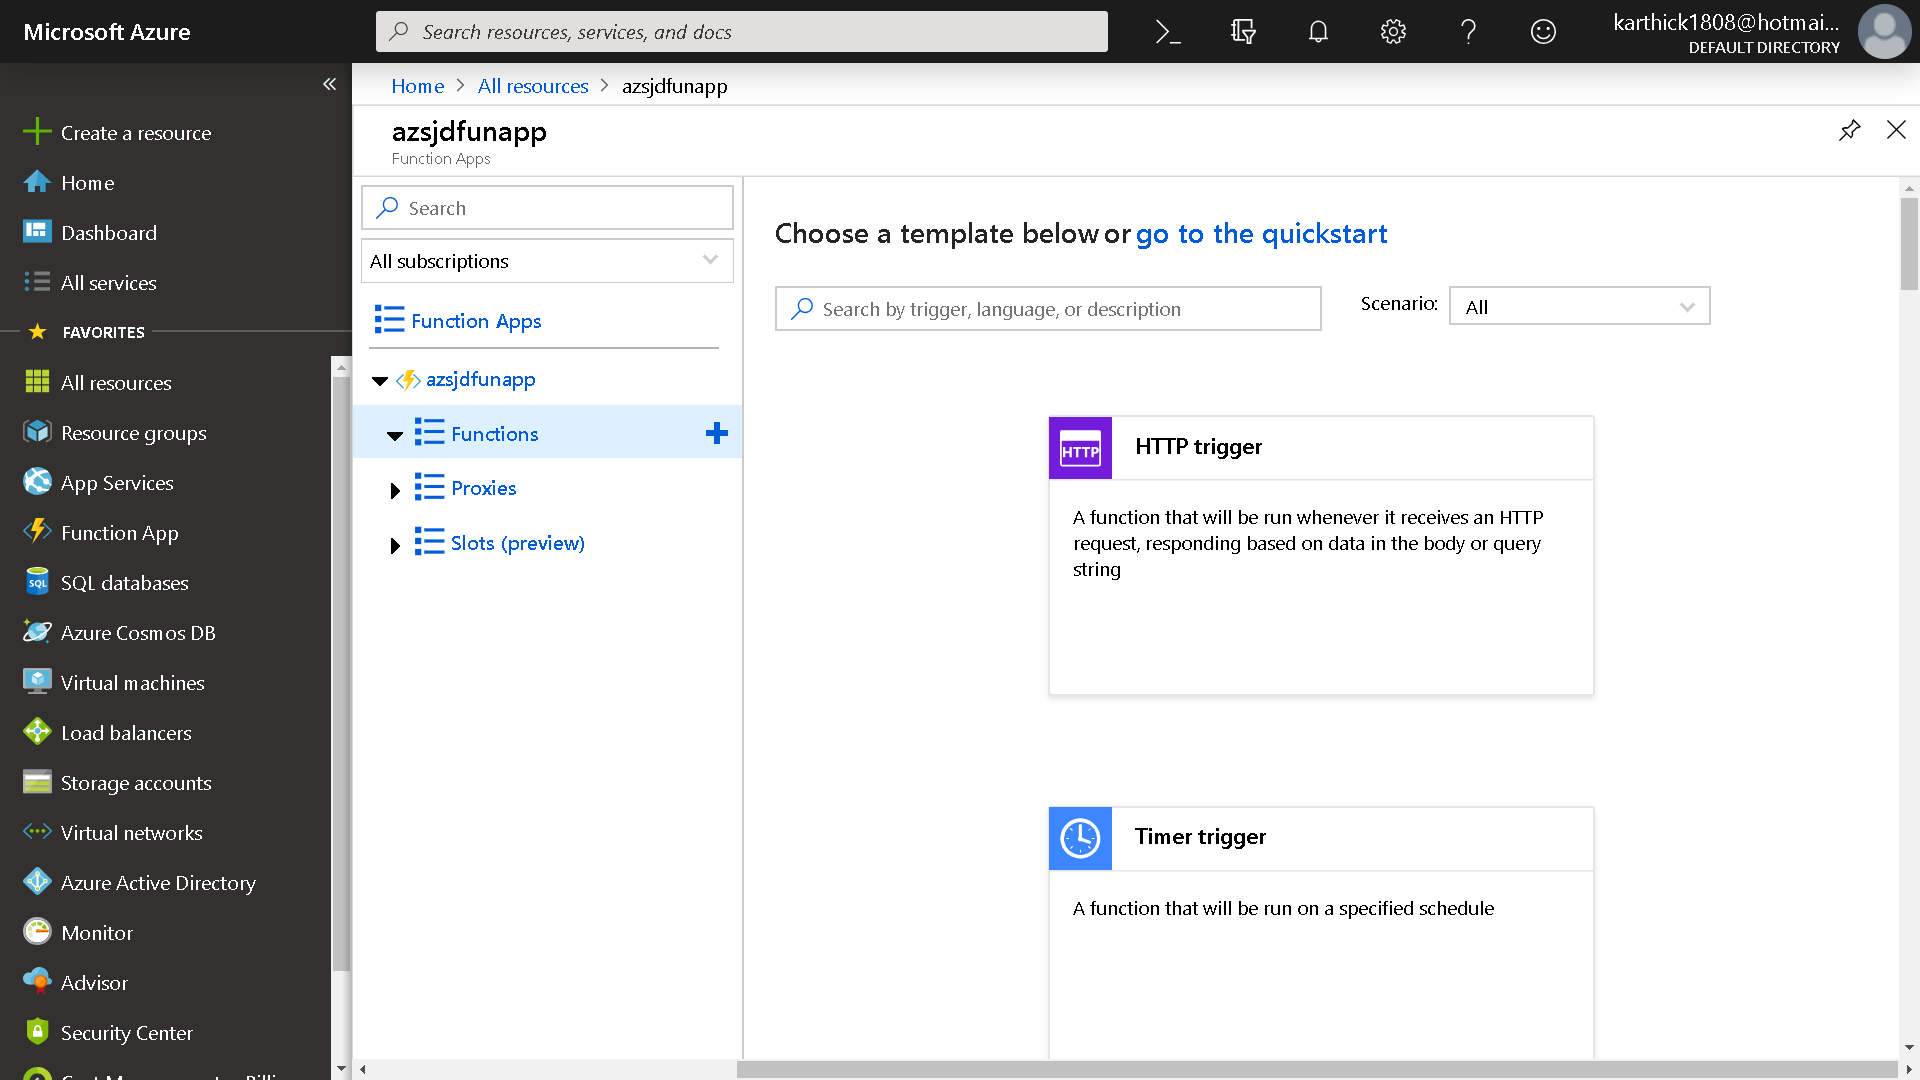 Microsoft Azure
Search resources, services, and docs
karthick1808@hotmai...
DEFAULT DIRECTORY
Create a resource
Home
Dashboard
All services
FAVORITES
All resources
Resource groups
App Services
Function App
SQL databases
Azure Cosmos DB
Virtual machines
Load balancers
Storage accounts
Virtual networks
Azure Active Directory
Monitor
Advisor
Security Center
Home > All resources > azsjdfunapp
azsjdfunapp
Function Apps
Search
All subscriptions
Function Apps
azsjdfunapp
Functions
Proxies
Slots (preview)
Choose a template below or go to the quickstart
Search by trigger, language, or description
Scenario: All
HTTP
HTTP trigger
A function that will be run whenever it receives an HTTP
request, responding based on data in the body or query
string
Timer trigger
A function that will be run on a specified schedule